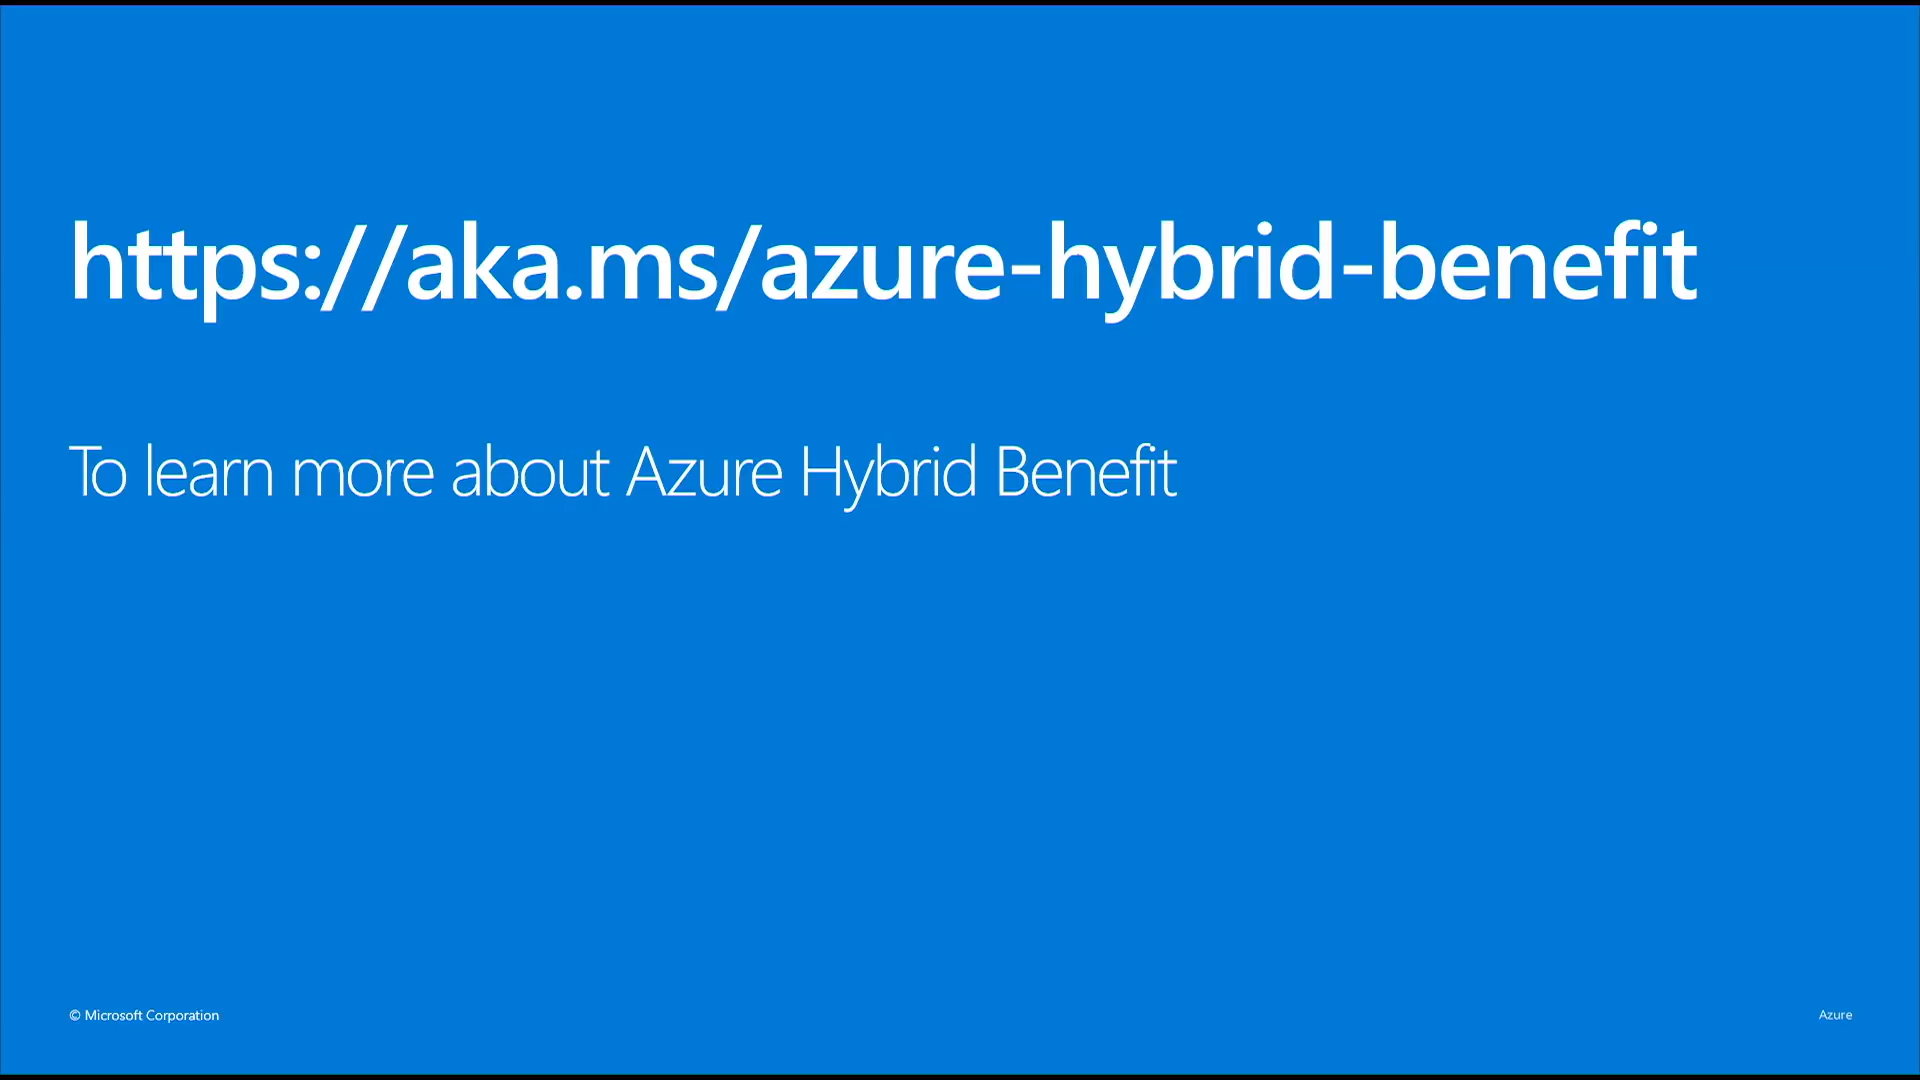 https://aka.ms/azure-hybrid-benefit
To learn more about Azure Hybrid Benefit
© Microsoft Corporation
Azure